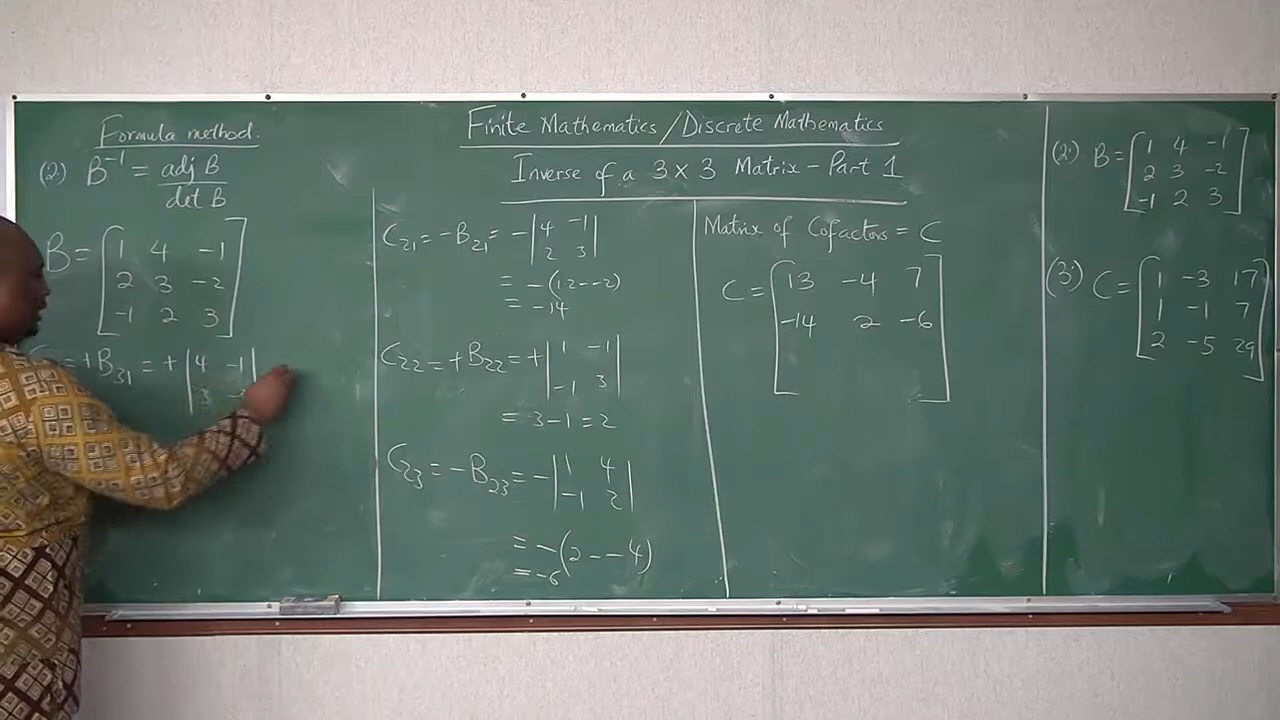 Finite Mathematics/Discrete Mathematics
Inverse of a 3 x 3 Matrix - Part 1
Formula method.
(2.) B⁻¹ = adj B
det B
B = [1 4 -1
2 3 -2
-1 2 3]
= +B₃₁ = + |4 -1|
3
C₂₁ = -B₂₁ = - |4 -1|
2 3
= -(12--2)
= -14
C₂₂ = +B₂₂ = + |1 -1|
-1 3
= 3-1 = 2
C₂₃ = -B₂₃ = - |1 4|
-1 2
= -(2--4)
= -6
Matrix of Cofactors = C
C = [13 -4 7
-14 2 -6]
(2.) B = [1 4 -1
2 3 -2
-1 2 3]
(3.) C = [1 -3 17
1 -1 7
2 -5 29]